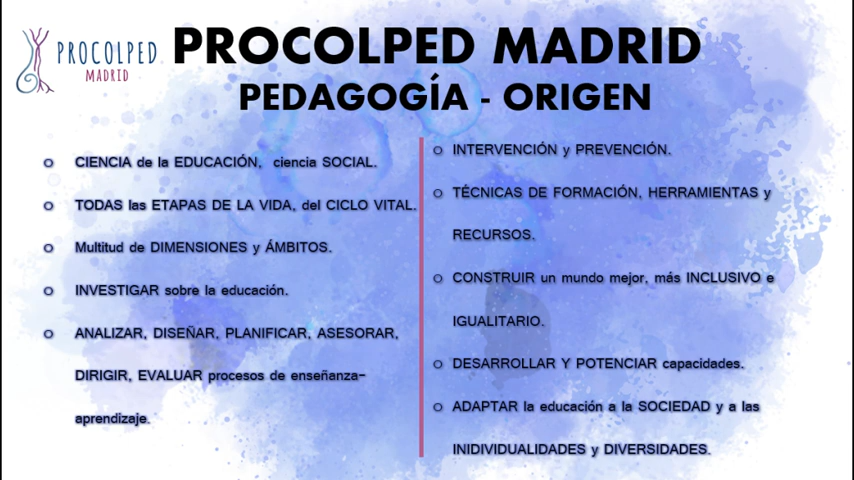 PROCOLPED
MADRID
PROCOLPED MADRID
PEDAGOGÍA - ORIGEN
o CIENCIA de la EDUCACIÓN, ciencia SOCIAL.
o TODAS las ETAPAS DE LA VIDA, del CICLO VITAL.
o Multitud de DIMENSIONES y ÁMBITOS.
o INVESTIGAR sobre la educación.
o ANALIZAR, DISEÑAR, PLANIFICAR, ASESORAR,
DIRIGIR, EVALUAR procesos de enseñanza-
aprendizaje.
o INTERVENCIÓN y PREVENCIÓN.
o TÉCNICAS DE FORMACIÓN, HERRAMIENTAS y
RECURSOS.
o CONSTRUIR un mundo mejor, más INCLUSIVO e
IGUALITARIO.
o DESARROLLAR Y POTENCIAR capacidades.
o ADAPTAR la educación a la SOCIEDAD y a las
INIDIVIDUALIDADES y DIVERSIDADES.